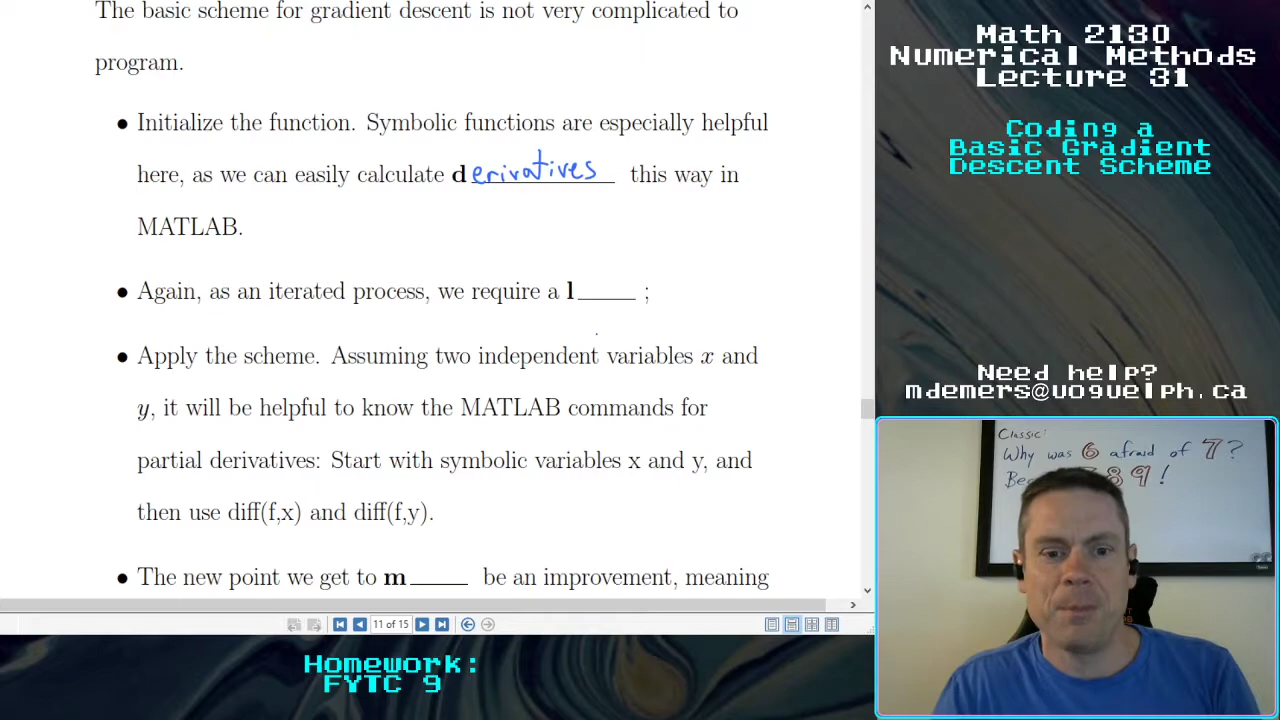 The basic scheme for gradient descent is not very complicated to
program.
• Initialize the function. Symbolic functions are especially helpful
here, as we can easily calculate derivatives this way in
MATLAB.
• Again, as an iterated process, we require a l_____ ;
• Apply the scheme. Assuming two independent variables x and
y, it will be helpful to know the MATLAB commands for
partial derivatives: Start with symbolic variables x and y, and
then use diff(f,x) and diff(f,y).
• The new point we get to m_____ be an improvement, meaning
11 of 15
Homework:
FYTC 9
Math 2130
Numerical Methods
Lecture 31
Coding a
Basic Gradient
Descent Scheme
Need help?
mdemers@uoguelph.ca
Classic:
Why was 6 afraid of 7?
8 9!